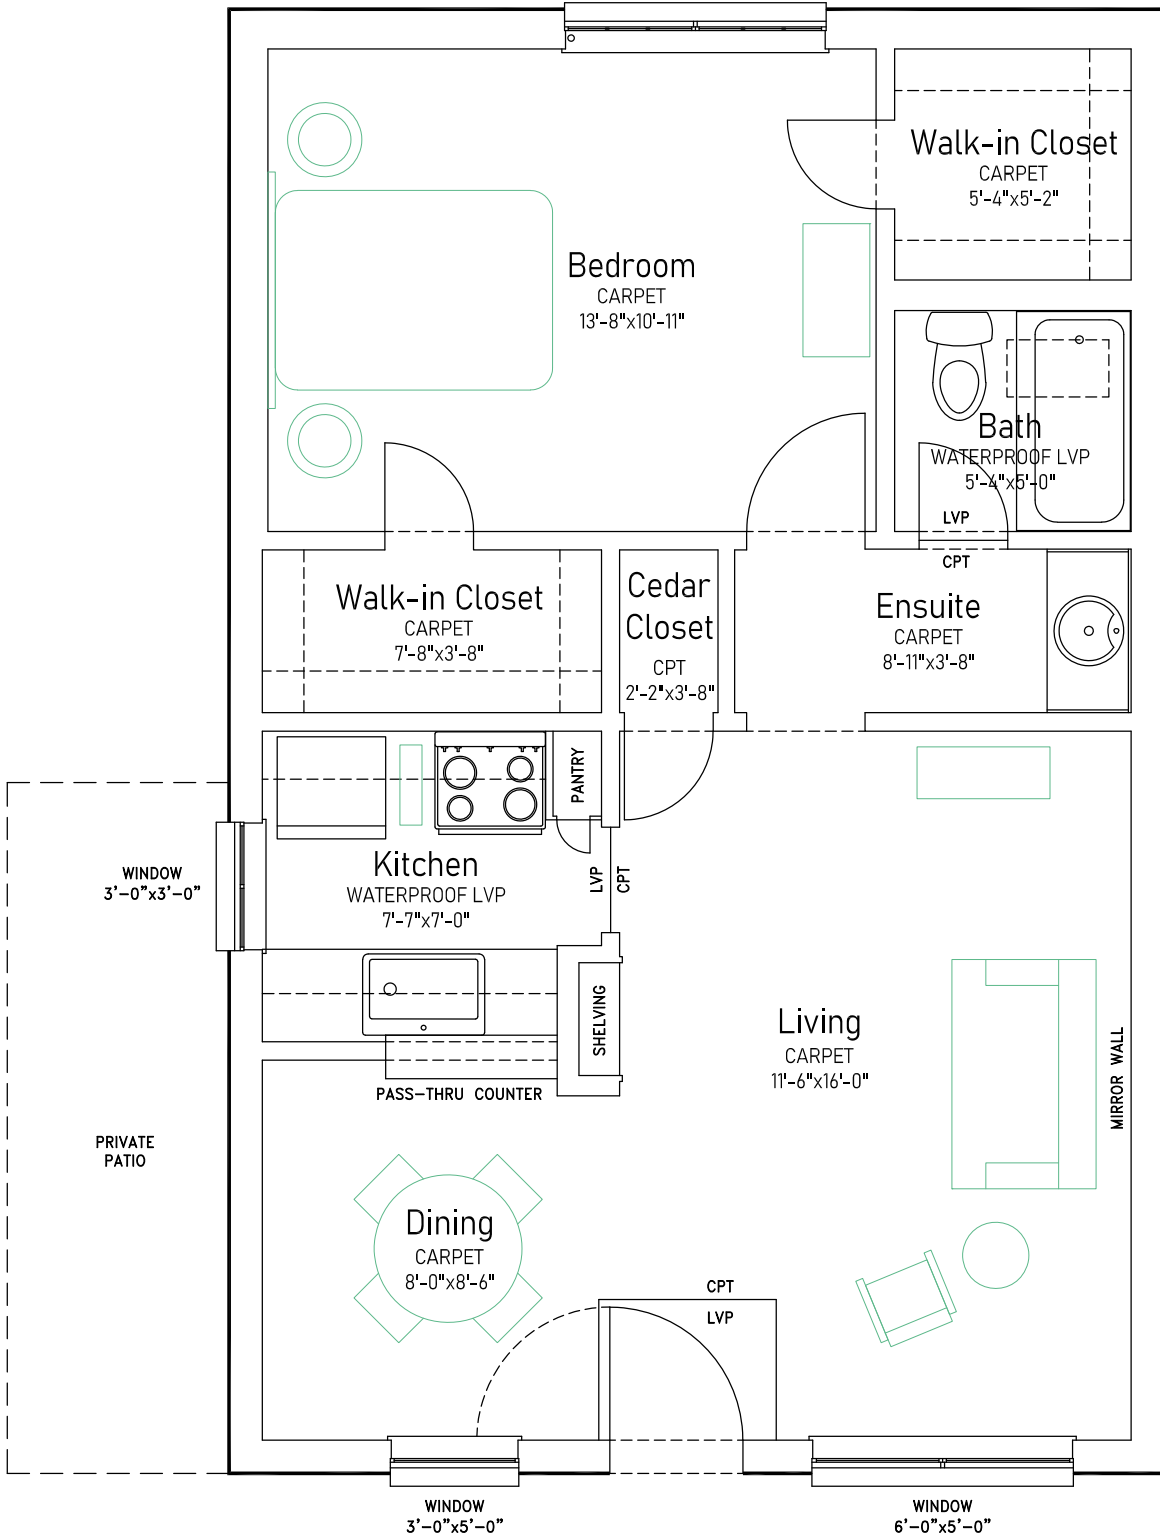 Walk-in Closet
CARPET
5'-4"x5'-2"
Bedroom
CARPET
13'-8"x10'-11"
Bath
WATERPROOF LVP
5'-4"x5'-0"
LVP
CPT
Walk-in Closet
CARPET
7'-8"x3'-8"
Cedar
Closet
CPT
2'-2"x3'-8"
Ensuite
CARPET
8'-11"x3'-8"
PANTRY
WINDOW
3'-0"x3'-0"
Kitchen
WATERPROOF LVP
7'-7"x7'-0"
LVP
CPT
SHELVING
PASS-THRU COUNTER
Living
CARPET
11'-6"x16'-0"
MIRROR WALL
PRIVATE
PATIO
Dining
CARPET
8'-0"x8'-6"
CPT
LVP
WINDOW
3'-0"x5'-0"
WINDOW
6'-0"x5'-0"